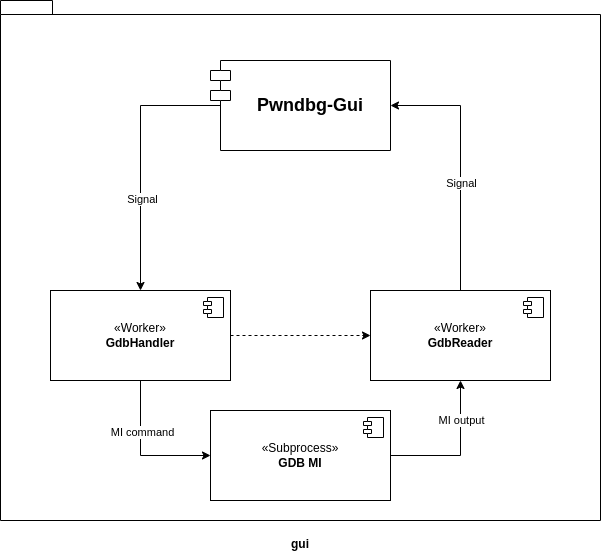 Pwndbg-Gui
Signal
Signal
«Worker»
GdbHandler
«Worker»
GdbReader
MI command
MI output
«Subprocess»
GDB MI
gui